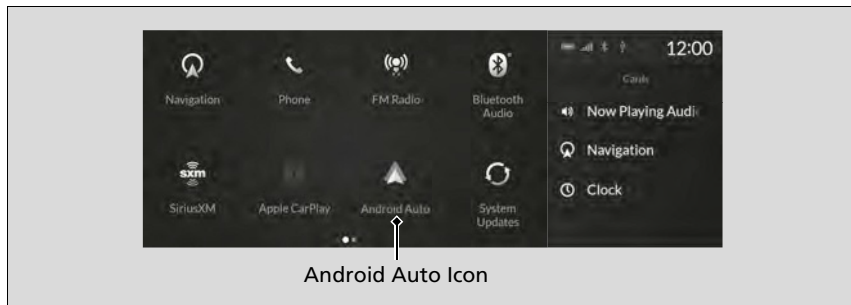 Navigation
Phone
FM Radio
Bluetooth
Audio
sxm
SiriusXM
Apple CarPlay
Android Auto
System
Updates
12:00
Cards
Now Playing Audi
Navigation
Clock
Android Auto Icon